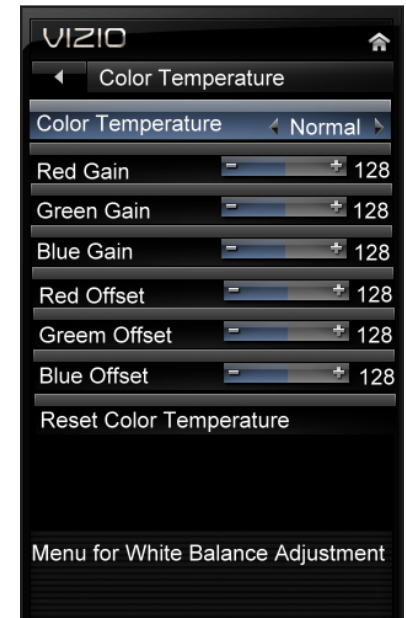 VIZIO
Color Temperature
Color Temperature Normal
Red Gain - + 128
Green Gain - + 128
Blue Gain - + 128
Red Offset - + 128
Greem Offset - + 128
Blue Offset - + 128
Reset Color Temperature
Menu for White Balance Adjustment